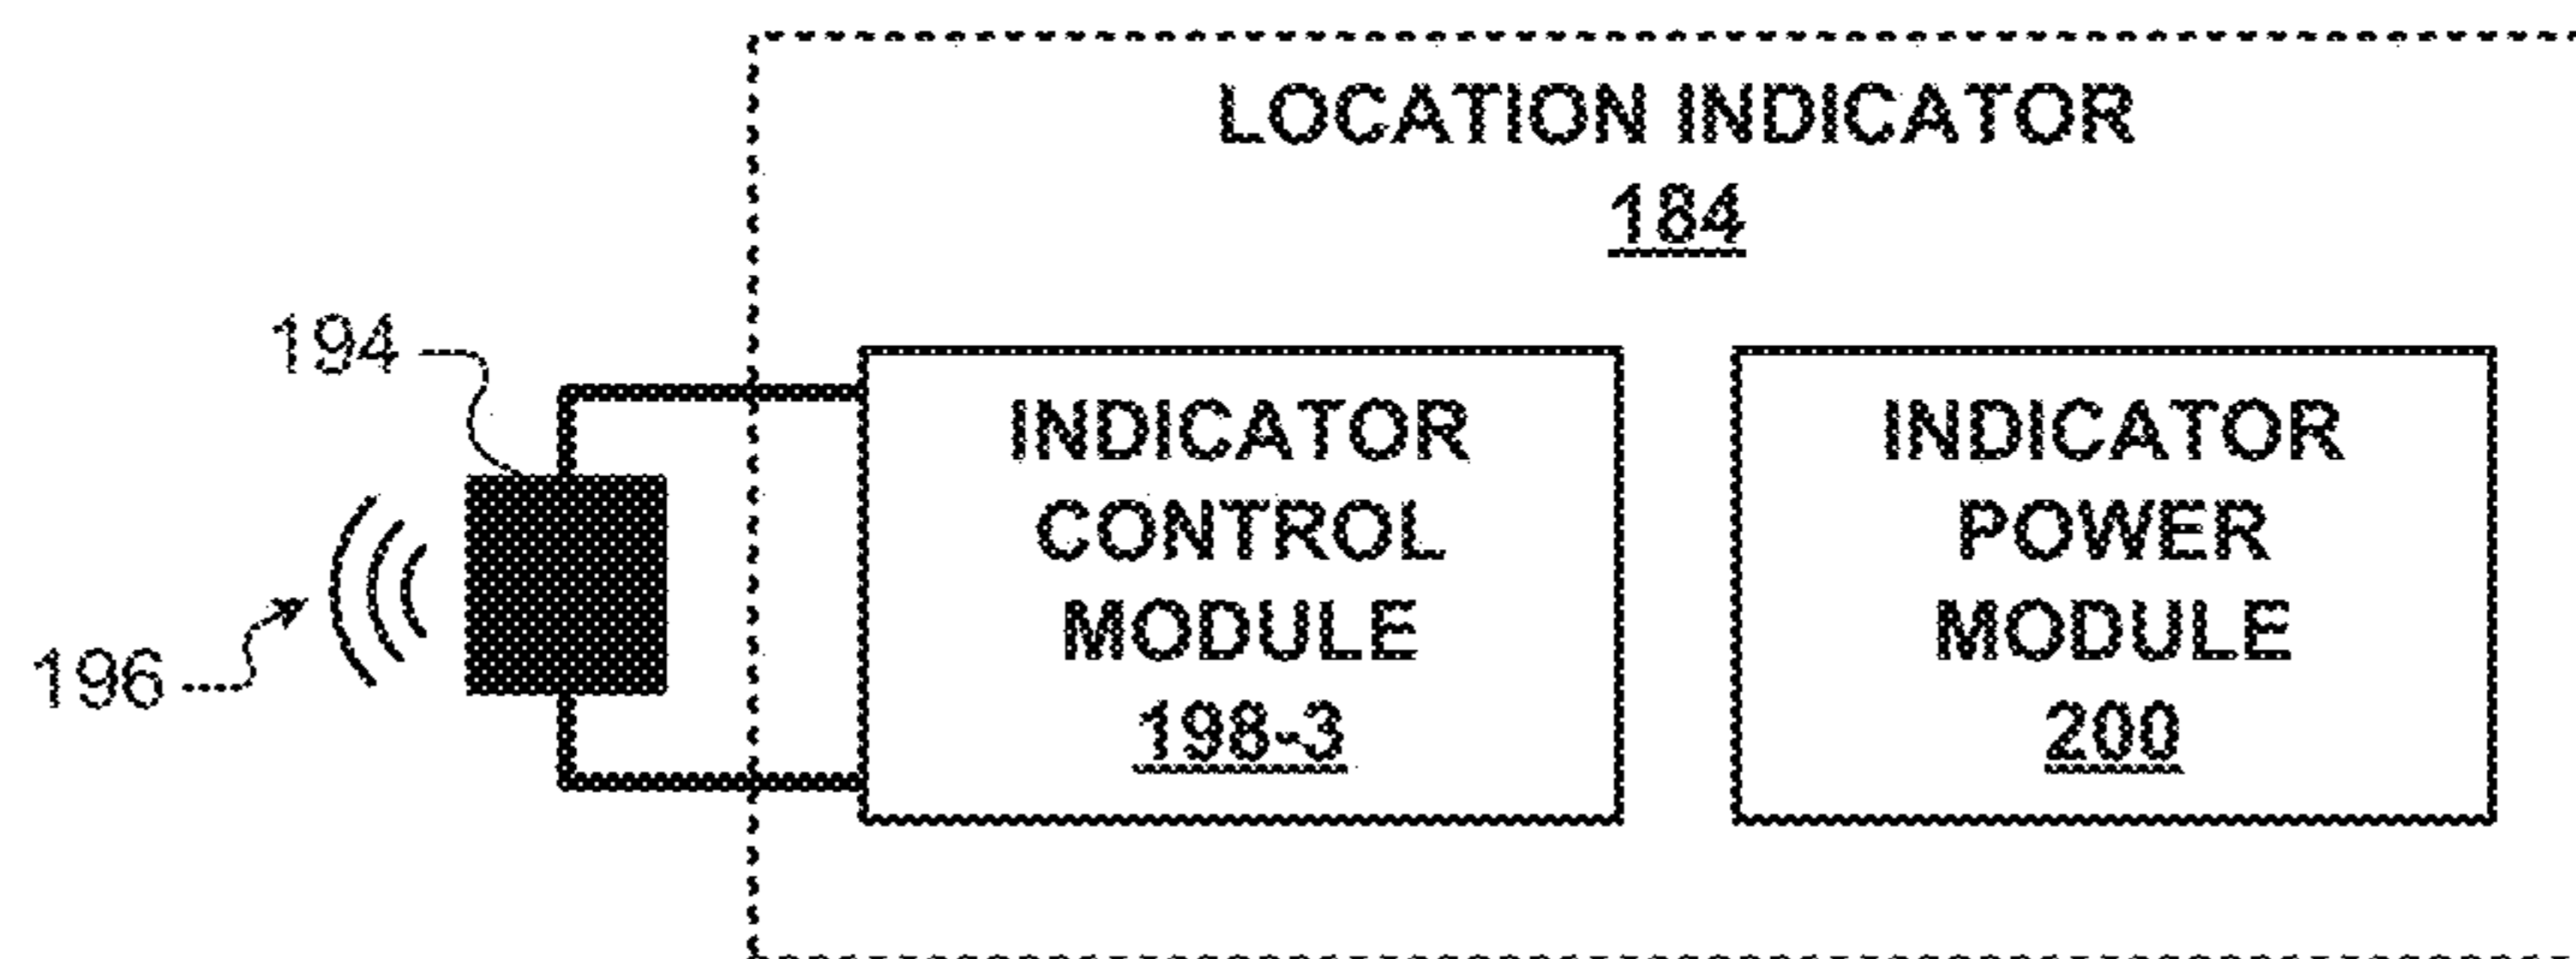 LOCATION INDICATOR
184
194
196
INDICATOR
CONTROL
MODULE
198-3
INDICATOR
POWER
MODULE
200